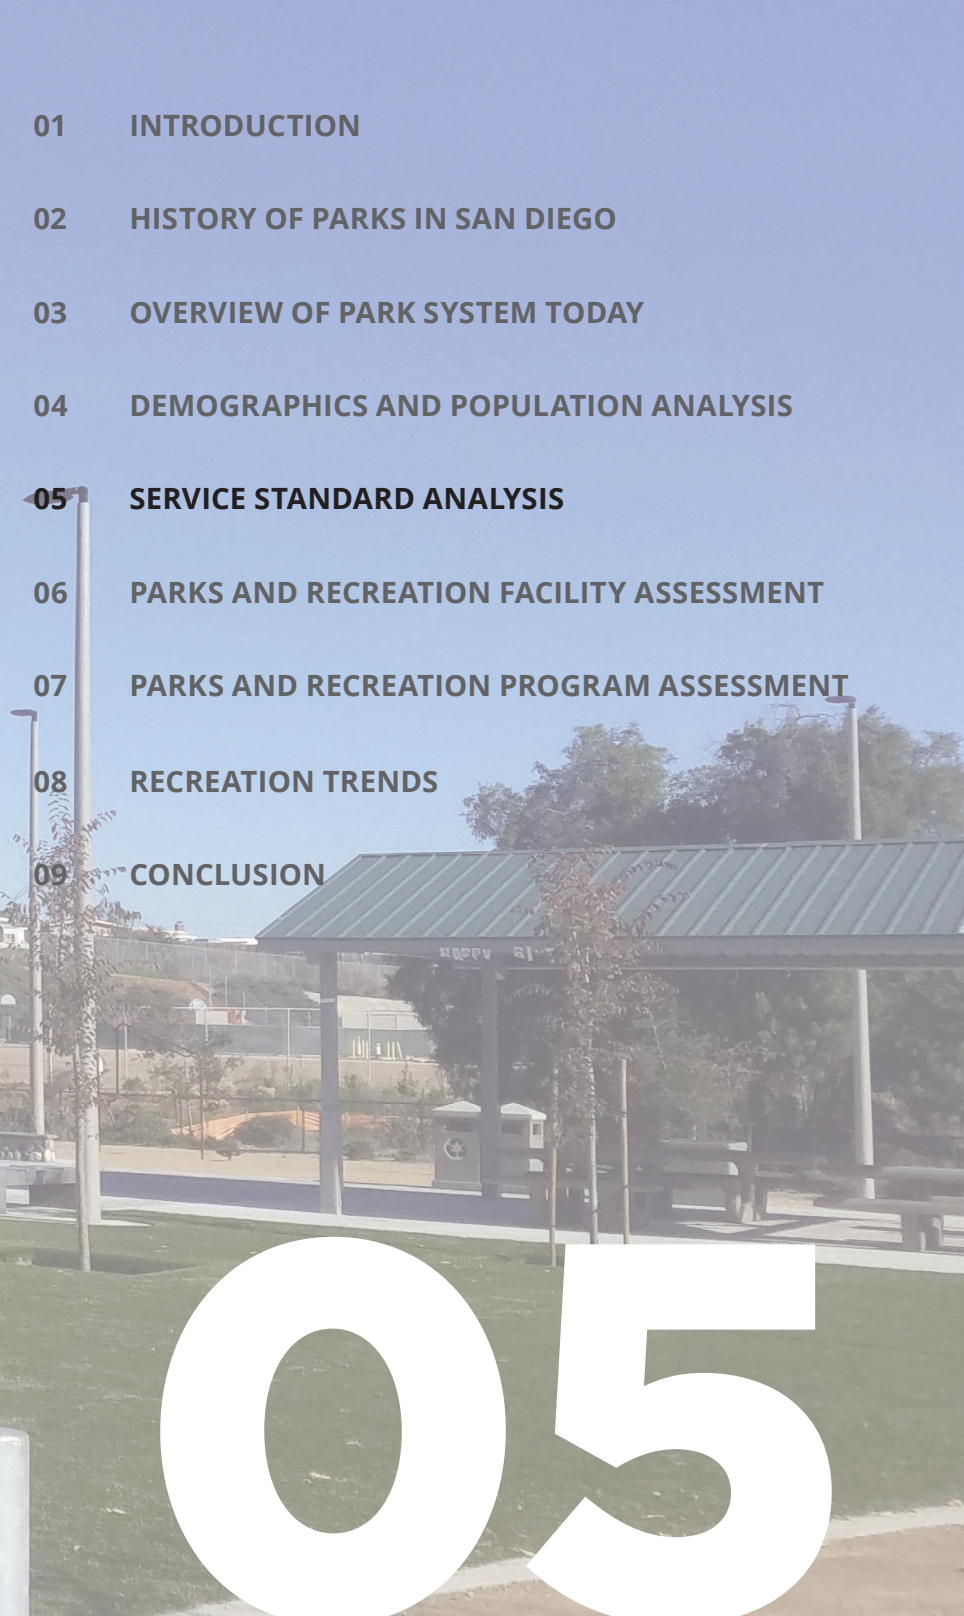 01 INTRODUCTION
02 HISTORY OF PARKS IN SAN DIEGO
03 OVERVIEW OF PARK SYSTEM TODAY
04 DEMOGRAPHICS AND POPULATION ANALYSIS
05 SERVICE STANDARD ANALYSIS
06 PARKS AND RECREATION FACILITY ASSESSMENT
07 PARKS AND RECREATION PROGRAM ASSESSMENT
08 RECREATION TRENDS
09 CONCLUSION
HAPPY
05